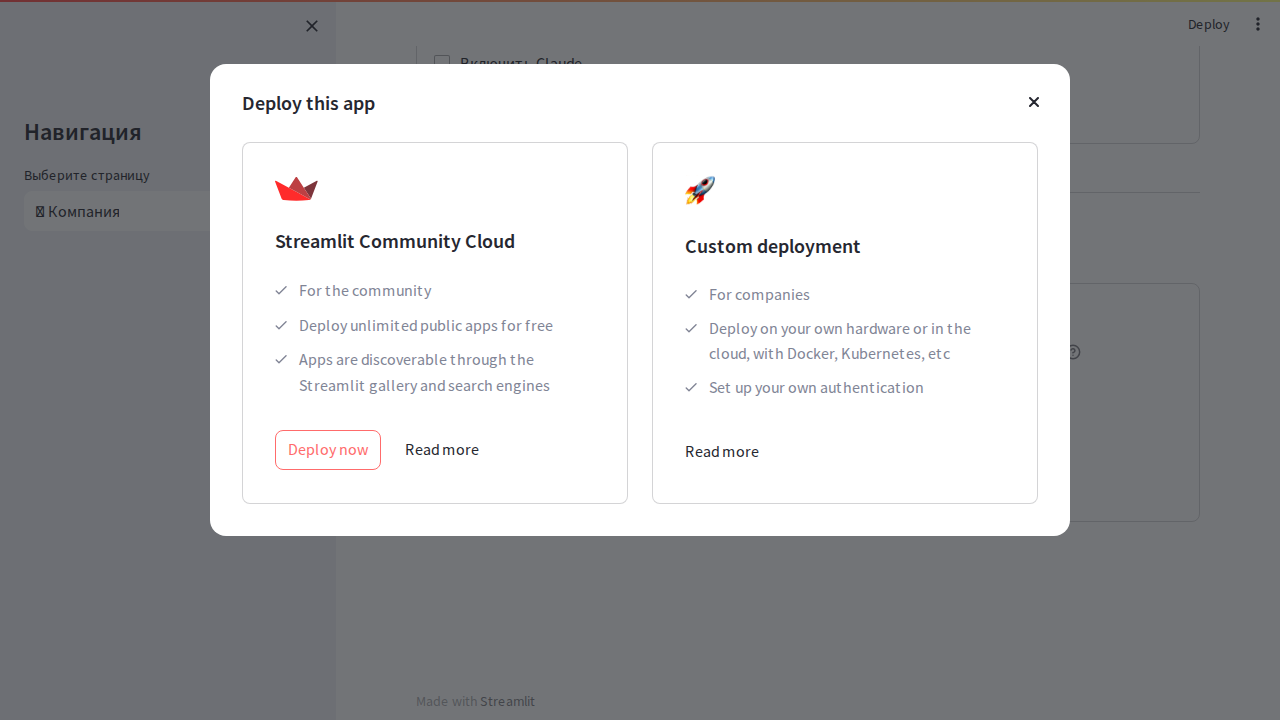 Deploy
Включить Claude
Deploy this app
Навигация
Выберите страницу
Компания
Streamlit Community Cloud
For the community
Deploy unlimited public apps for free
Apps are discoverable through the
Streamlit gallery and search engines
Deploy now
Read more
Custom deployment
For companies
Deploy on your own hardware or in the
cloud, with Docker, Kubernetes, etc
Set up your own authentication
Read more
Made with Streamlit